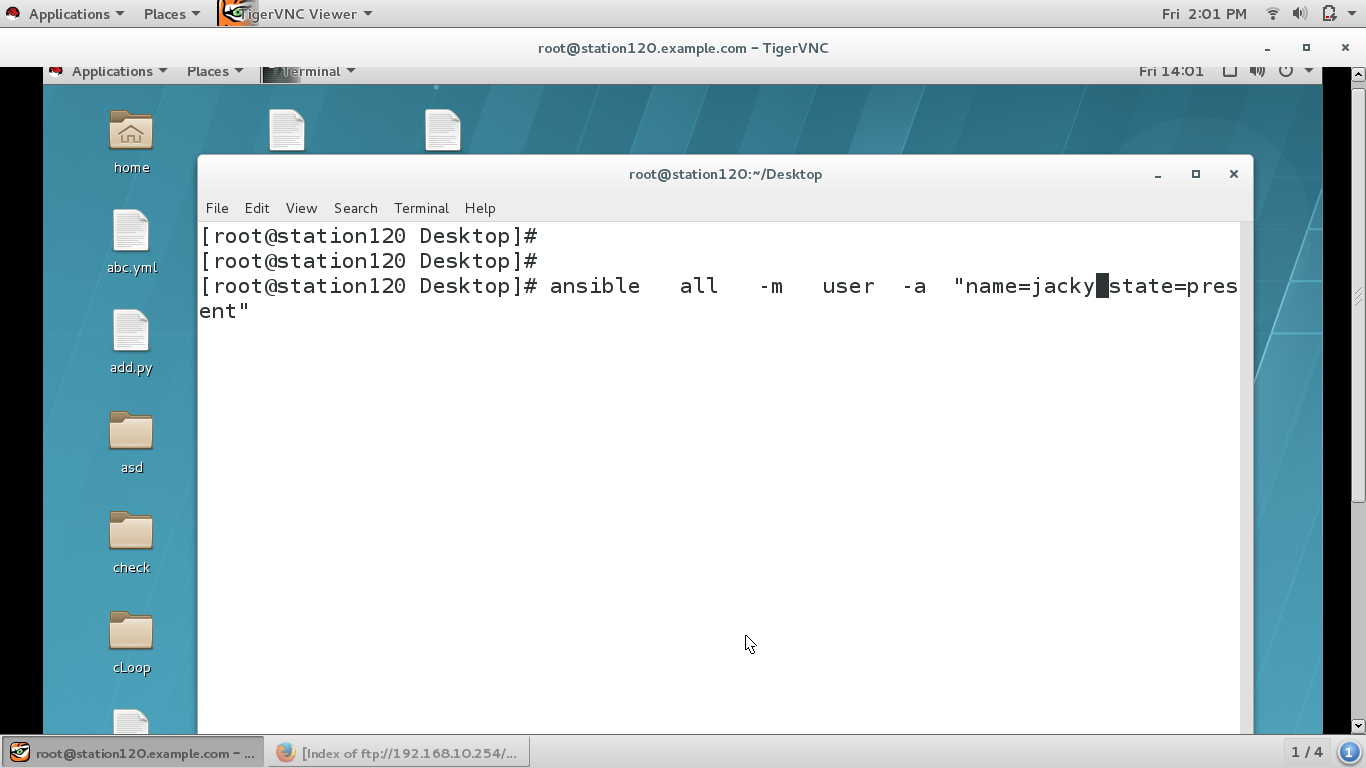 Applications Places TigerVNC Viewer Fri 2:01 PM
root@station120.example.com - TigerVNC
Applications Places Terminal Fri 14:01
home
abc.yml
add.py
asd
check
cLoop
root@station120:~/Desktop
File Edit View Search Terminal Help
[root@station120 Desktop]#
[root@station120 Desktop]#
[root@station120 Desktop]# ansible   all   -m   user  -a  "name=jacky state=pres
ent"
root@station120.example.com - ...
[Index of ftp://192.168.10.254/...
1 / 4
1